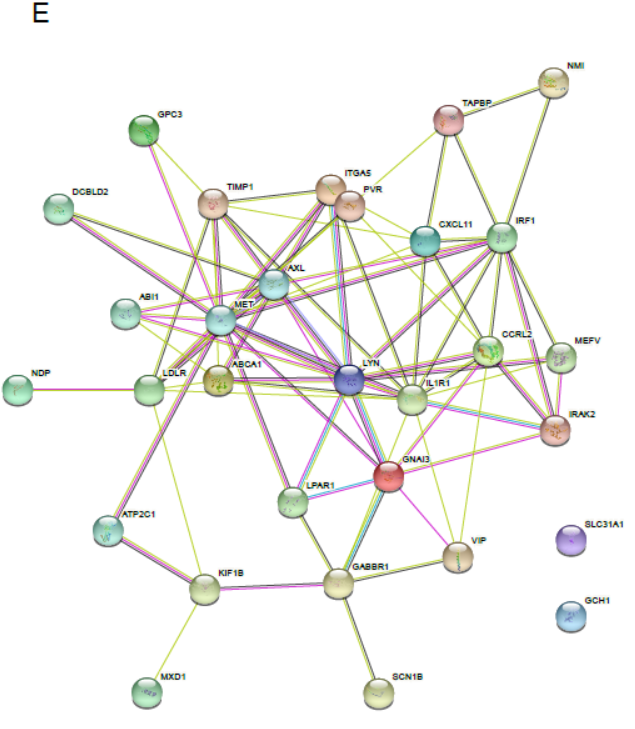 E
NMI
TAPBP
GPC3
ITGA5
DCBLD2
TIMP1
PVR
CXCL11
IRF1
AXL
ABI1
MET
CCRL2
MEFV
LYN
NDP
LDLR
ABCA1
IL1R1
IRAK2
GNAI3
LPAR1
ATP2C1
SLC31A1
VIP
KIF1B
GABBR1
GCH1
MXD1
SCN1B